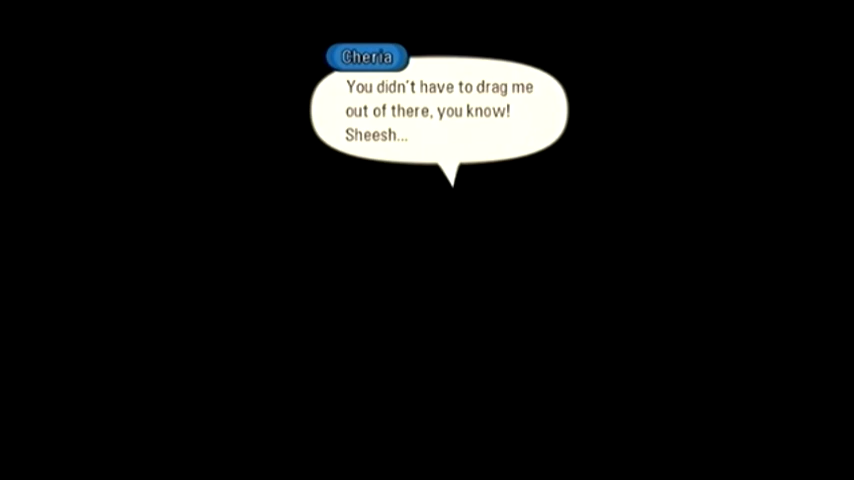 Cheria
You didn't have to drag me
out of there, you know!
Sheesh...